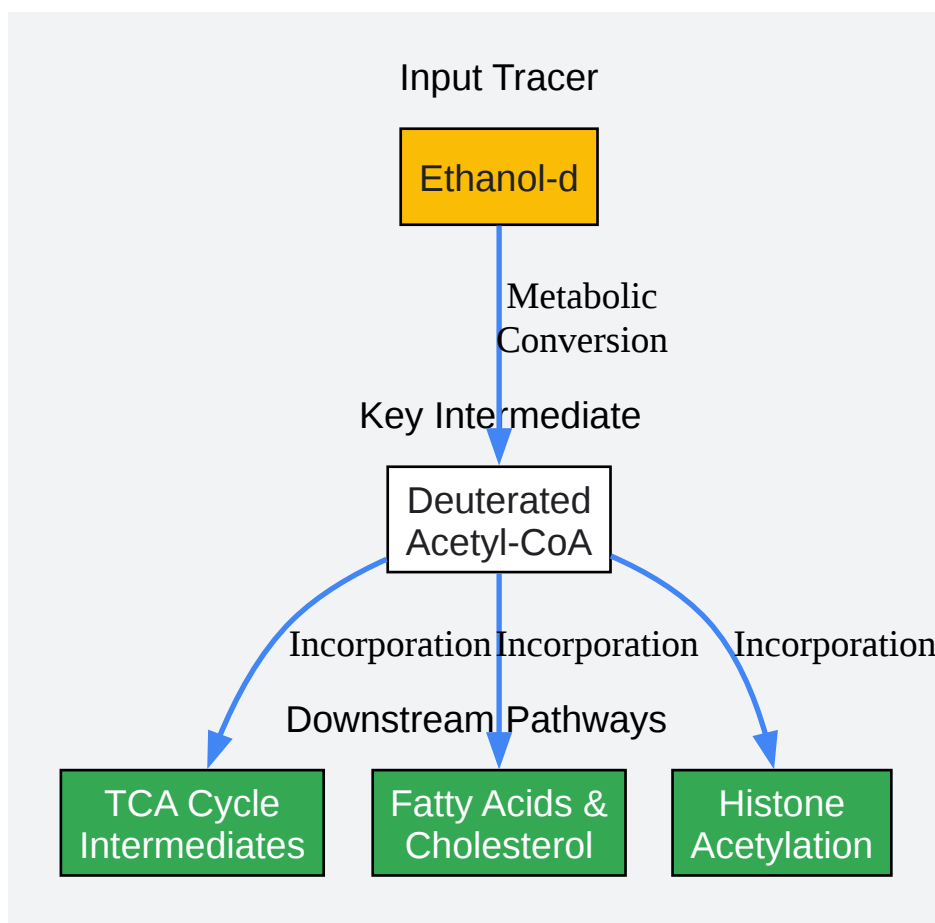 Input Tracer
Ethanol-d
Metabolic
Conversion
Key Intermediate
Deuterated
Acetyl-CoA
Incorporation
Incorporation
Incorporation
Downstream Pathways
TCA Cycle
Intermediates
Fatty Acids &
Cholesterol
Histone
Acetylation